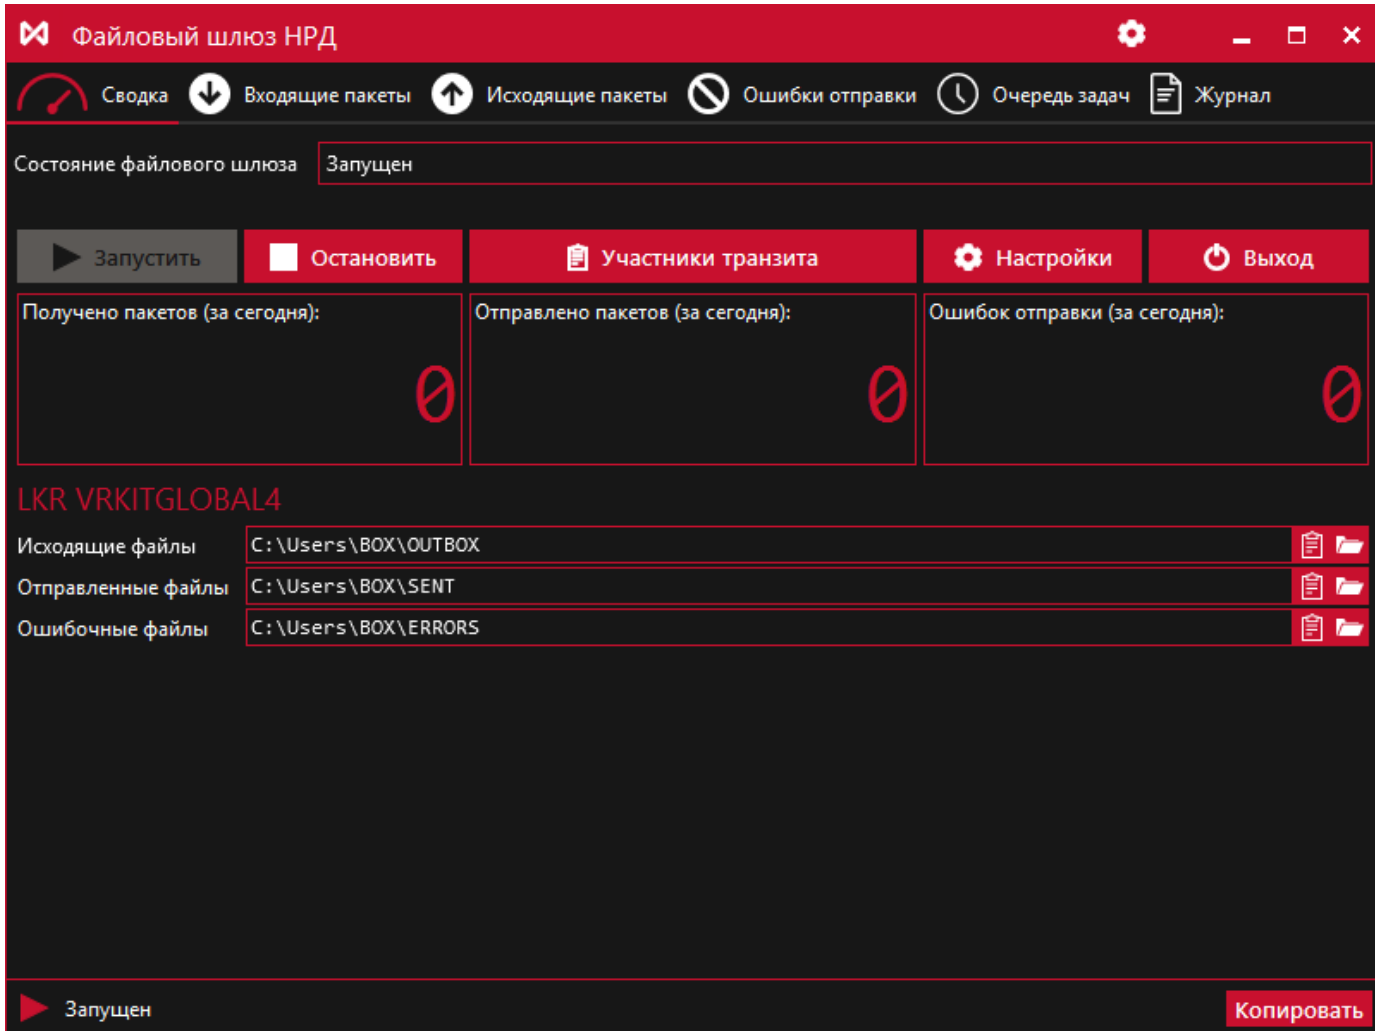 Файловый шлюз НРД
Сводка Входящие пакеты Исходящие пакеты Ошибки отправки Очередь задач Журнал
Состояние файлового шлюза Запущен
Запустить Остановить Участники транзита Настройки Выход
Получено пакетов (за сегодня): Отправлено пакетов (за сегодня): Ошибок отправки (за сегодня):
0 0 0
LKR VRKITGLOBAL4
Исходящие файлы C:\Users\BOX\OUTBOX
Отправленные файлы C:\Users\BOX\SENT
Ошибочные файлы C:\Users\BOX\ERRORS
Запущен Копировать